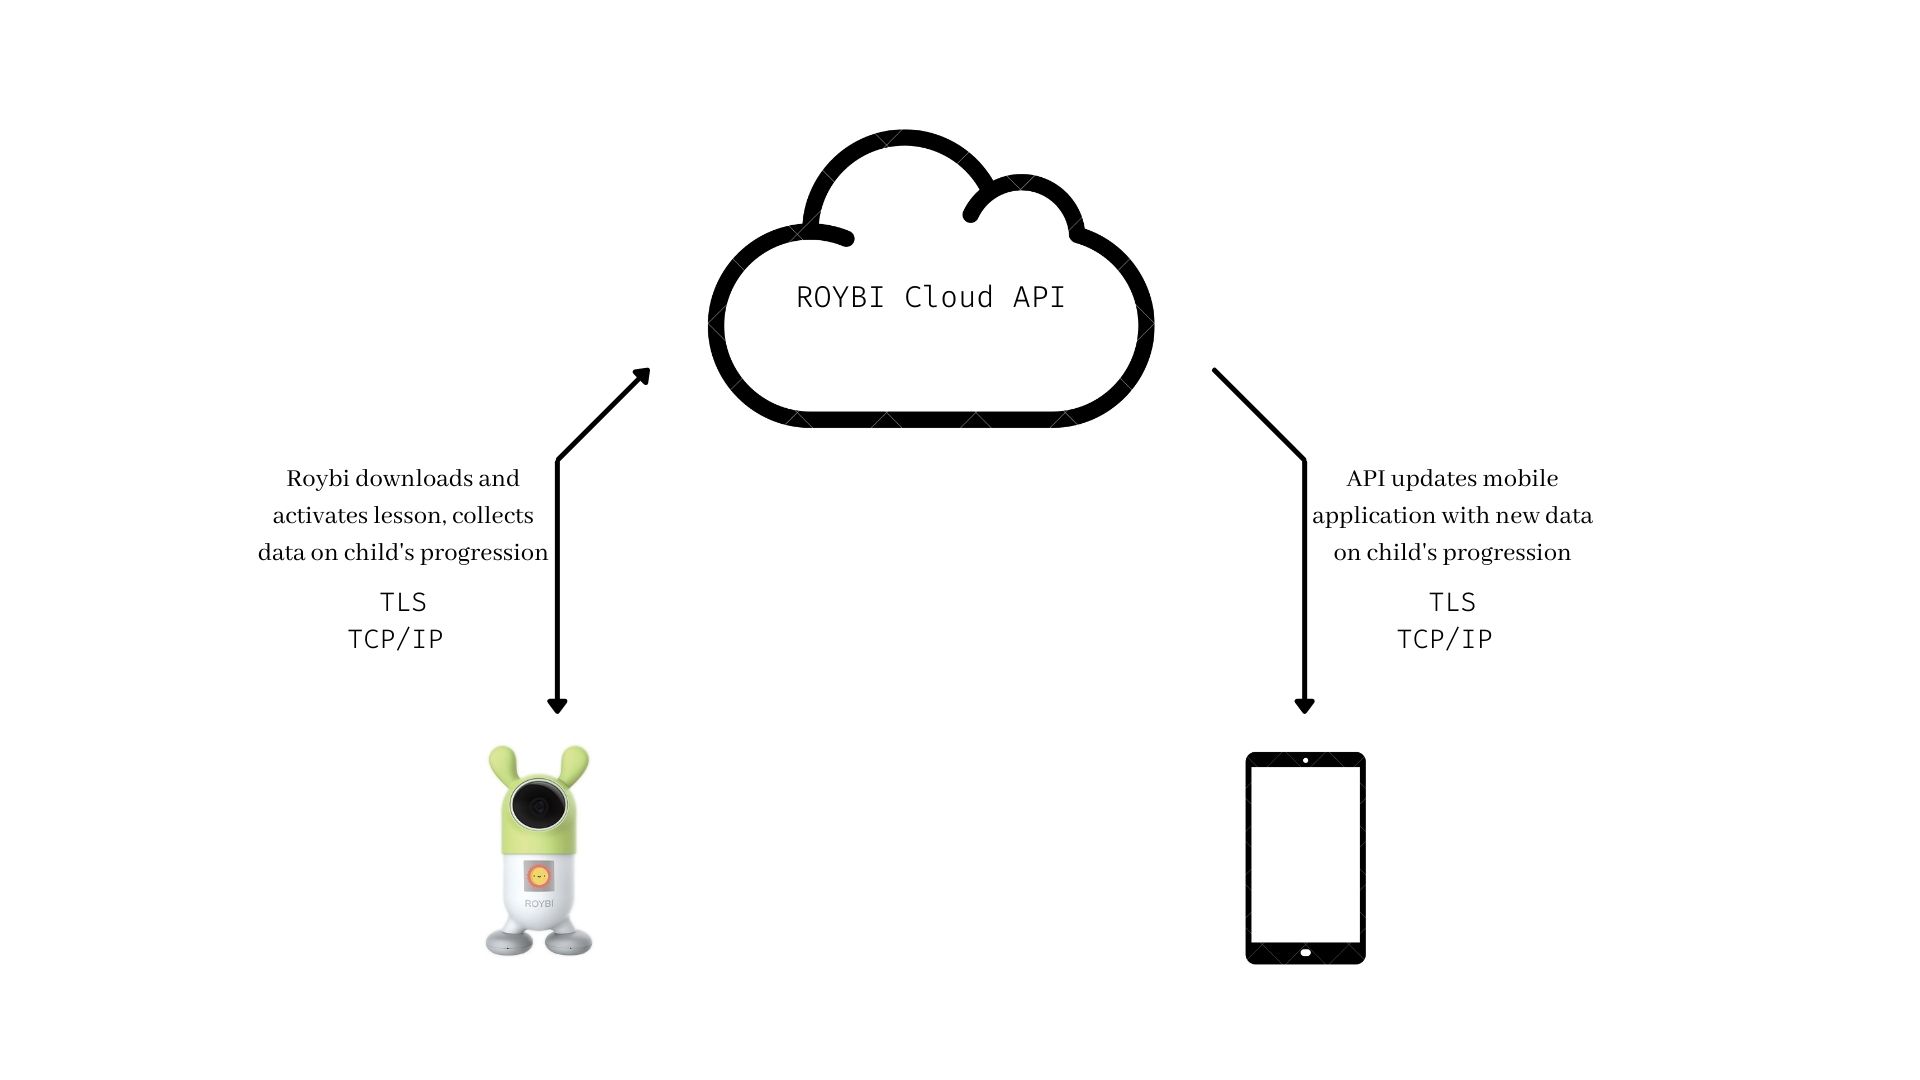 ROYBI Cloud API
Roybi downloads and
activates lesson, collects
data on child's progression
TLS
TCP/IP
API updates mobile
application with new data
on child's progression
TLS
TCP/IP
ROYBI